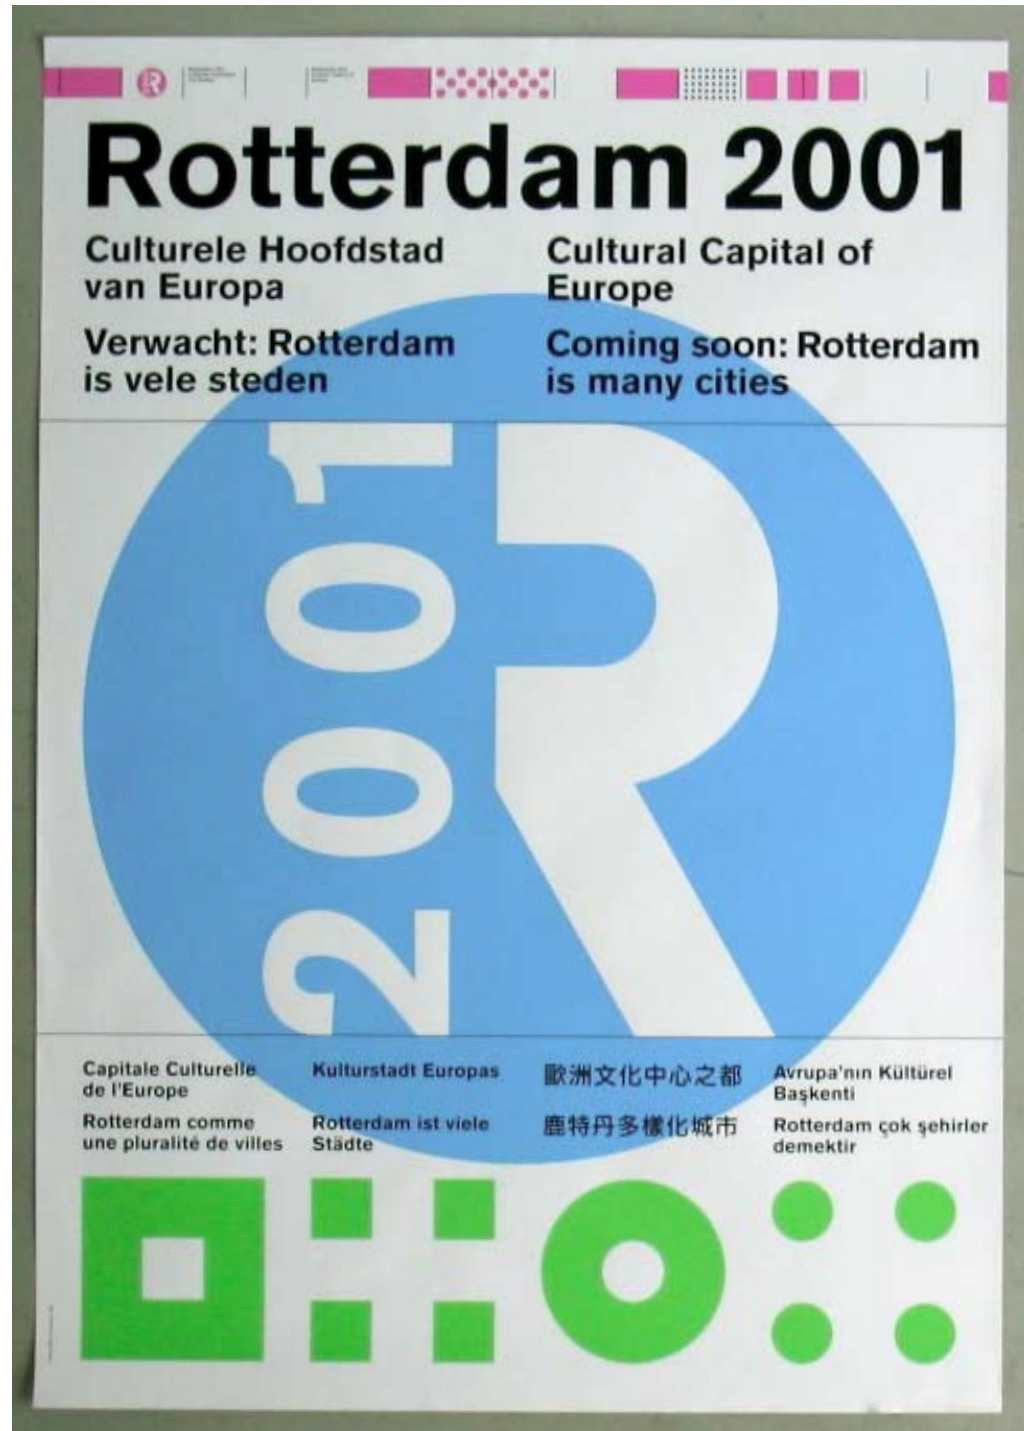 Rotterdam 2001
Culturele Hoofdstad
van Europa
Verwacht: Rotterdam
is vele steden
Cultural Capital of
Europe
Coming soon: Rotterdam
is many cities
2001
R
Capitale Culturelle
de l'Europe
Rotterdam comme
une pluralité de villes
Kulturstadt Europas
Rotterdam ist viele
Städte
歐洲文化中心之都
鹿特丹多樣化城市
Avrupa'nın Kültürel
Başkenti
Rotterdam çok şehirler
demektir